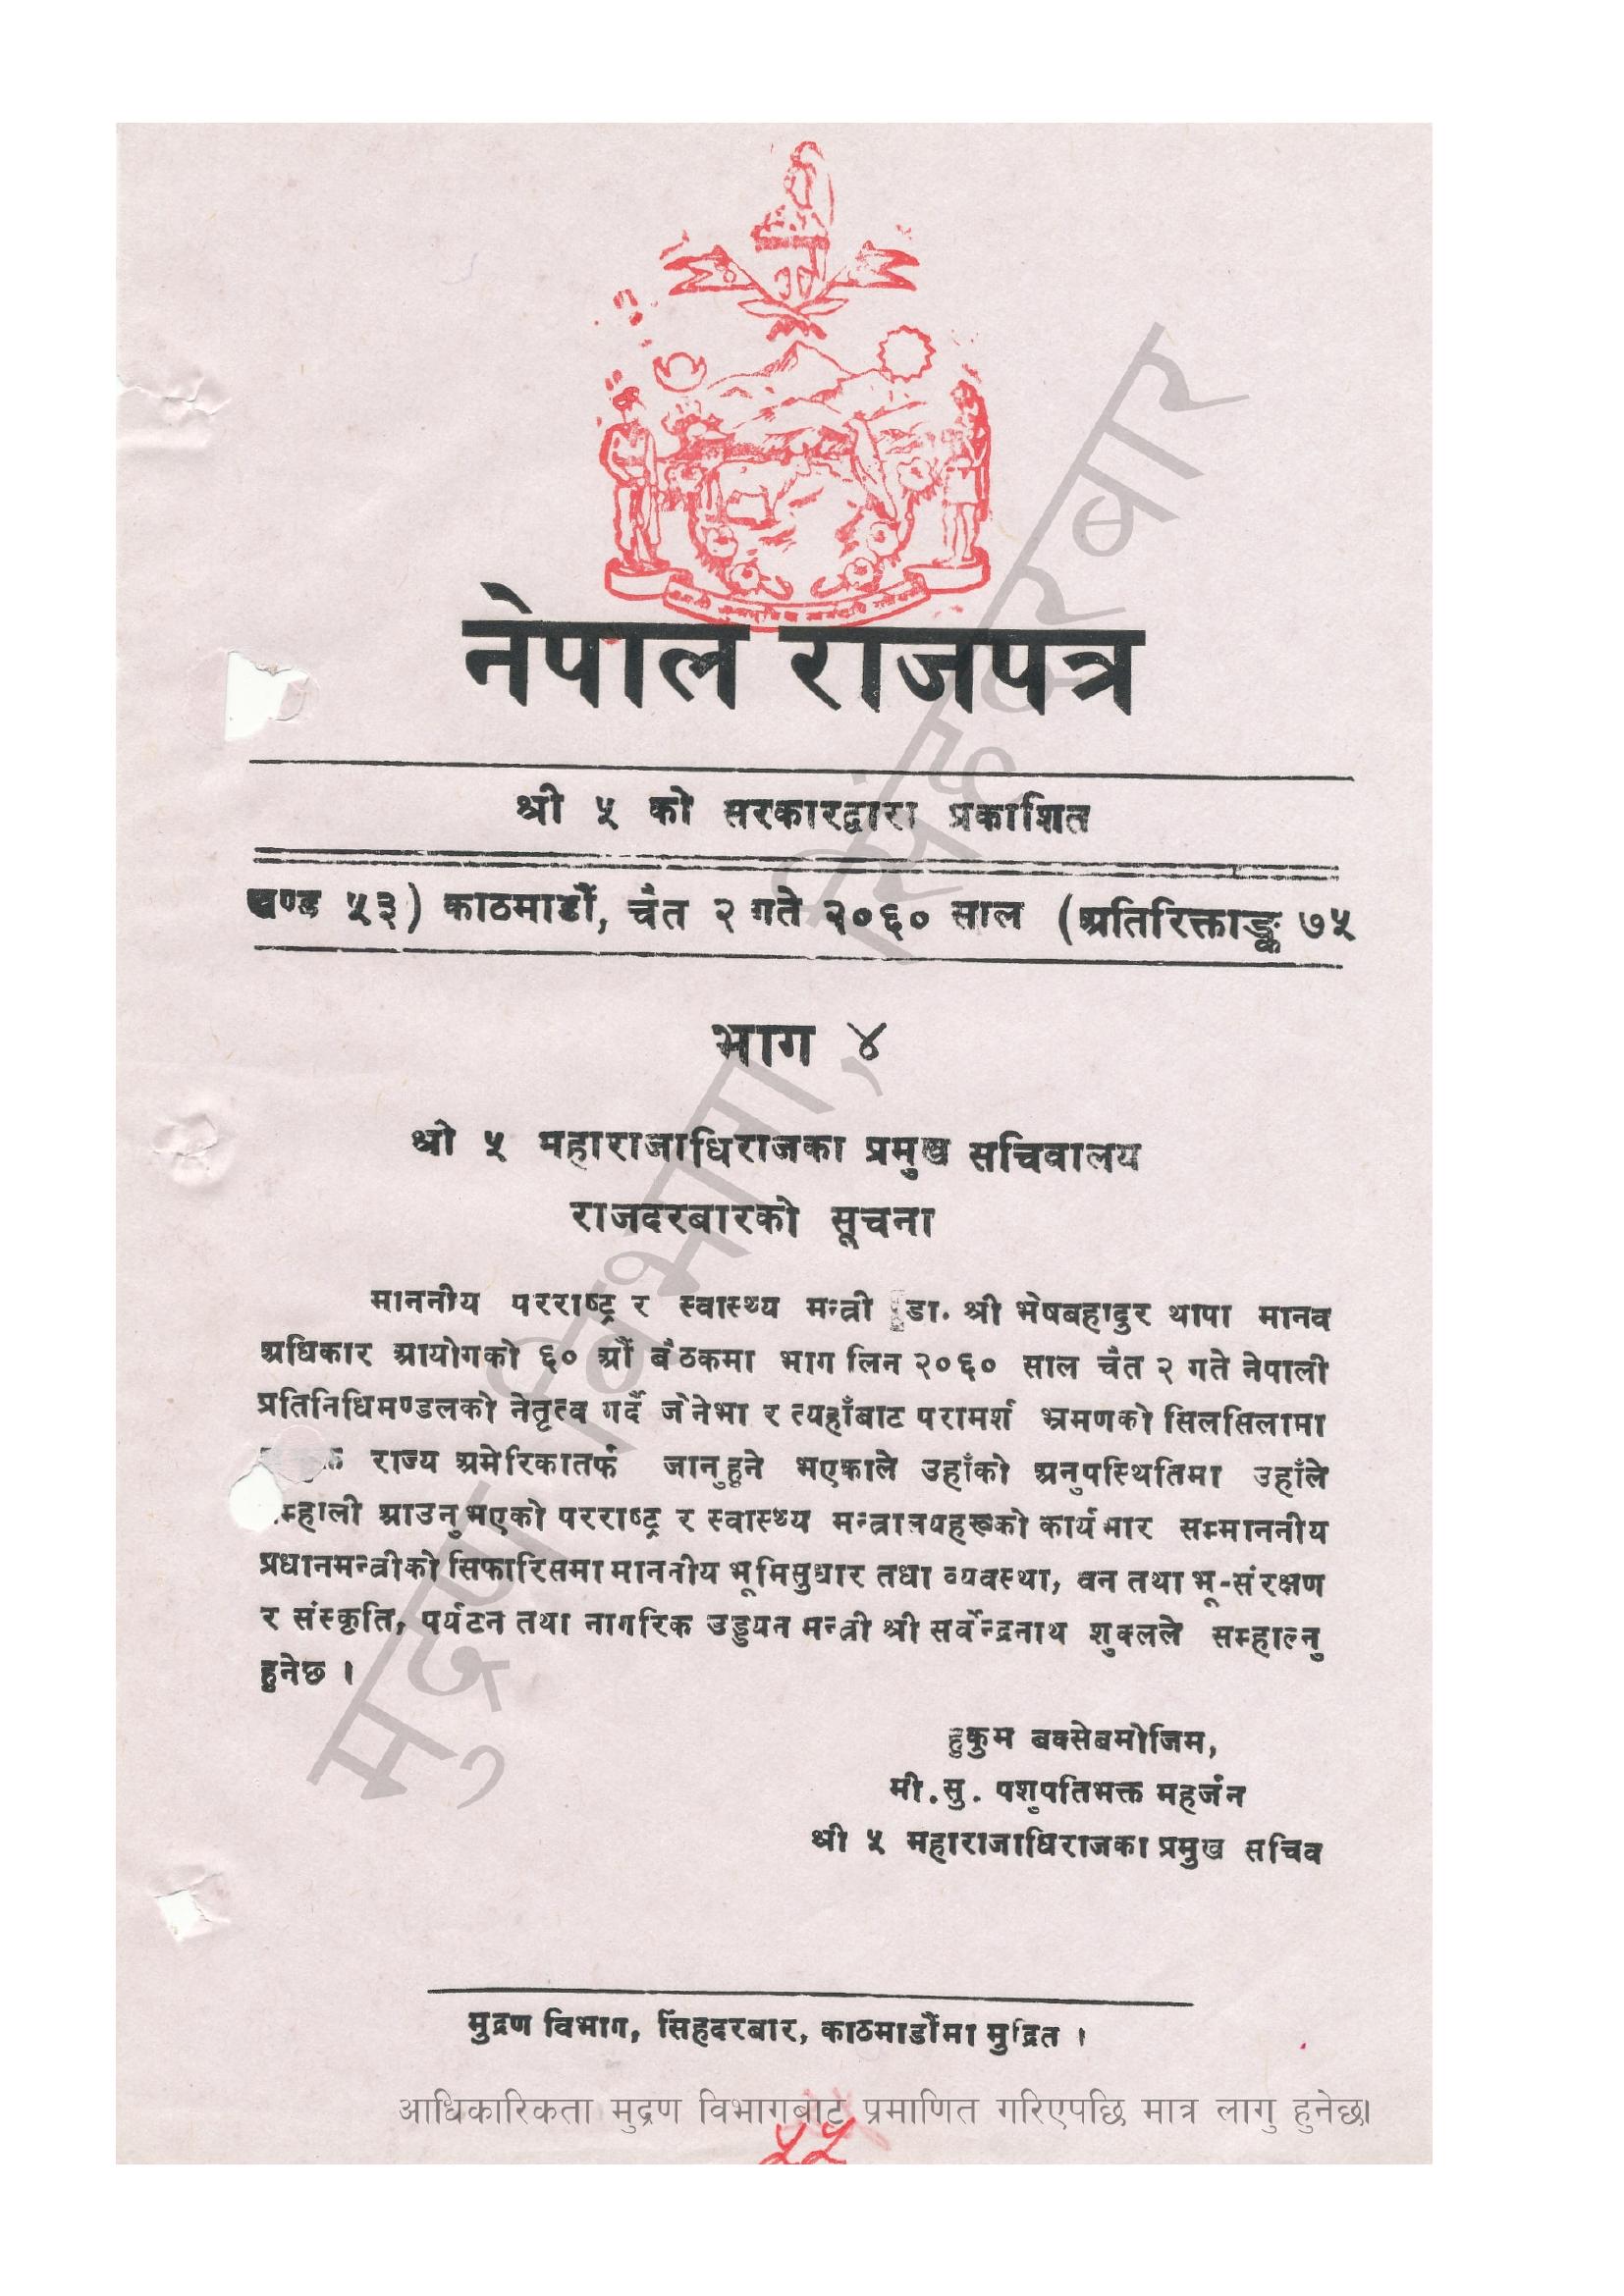 नेपाल राजपत्र
श्री ५ को सरकारद्वारा प्रकाशित
खण्ड ५३) काठमाडौं, चैत २ गते २०६० साल (अतिरिक्ताङ्क ७५
भाग ४
श्री ५ महाराजाधिराजका प्रमुख सचिवालय
राजदरबारको सूचना
माननीय परराष्ट्र र स्वास्थ्य मन्त्री डा. श्री भेषबहादुर थापा मानव
अधिकार आयोगको ६० औं बैठकमा भाग लिन २०६० साल चैत २ गते नेपाली
प्रतिनिधिमण्डलको नेतृत्व गर्दै जेनेभा र त्यहाँबाट परामर्श भ्रमणको सिलसिलामा
राज्य अमेरिकातर्फ जानुहुने भएकाले उहाँको अनुपस्थितिमा उहाँले
म्हाली आउनुभएको परराष्ट्र र स्वास्थ्य मन्त्रालयहरूको कार्यभार सम्माननीय
प्रधानमन्त्रीको सिफारिसमा माननीय भूमिसुधार तथा व्यवस्था, वन तथा भू-संरक्षण
र संस्कृति, पर्यटन तथा नागरिक उड्डयन मन्त्री श्री सर्वेन्द्रनाथ शुक्लले सम्हाल्नु
हुनेछ ।
हुकुम बक्सेबमोजिम,
मी.सु. पशुपतिभक्त महर्जन
श्री ५ महाराजाधिराजका प्रमुख सचिव
मुद्रण विभाग, सिंहदरबार, काठमाडौंमा मुद्रित ।
आधिकारिकता मुद्रण विभागबाट प्रमाणित गरिएपछि मात्र लागु हुनेछ।
५५
मुद्रण विभाग, सिंहदरबार